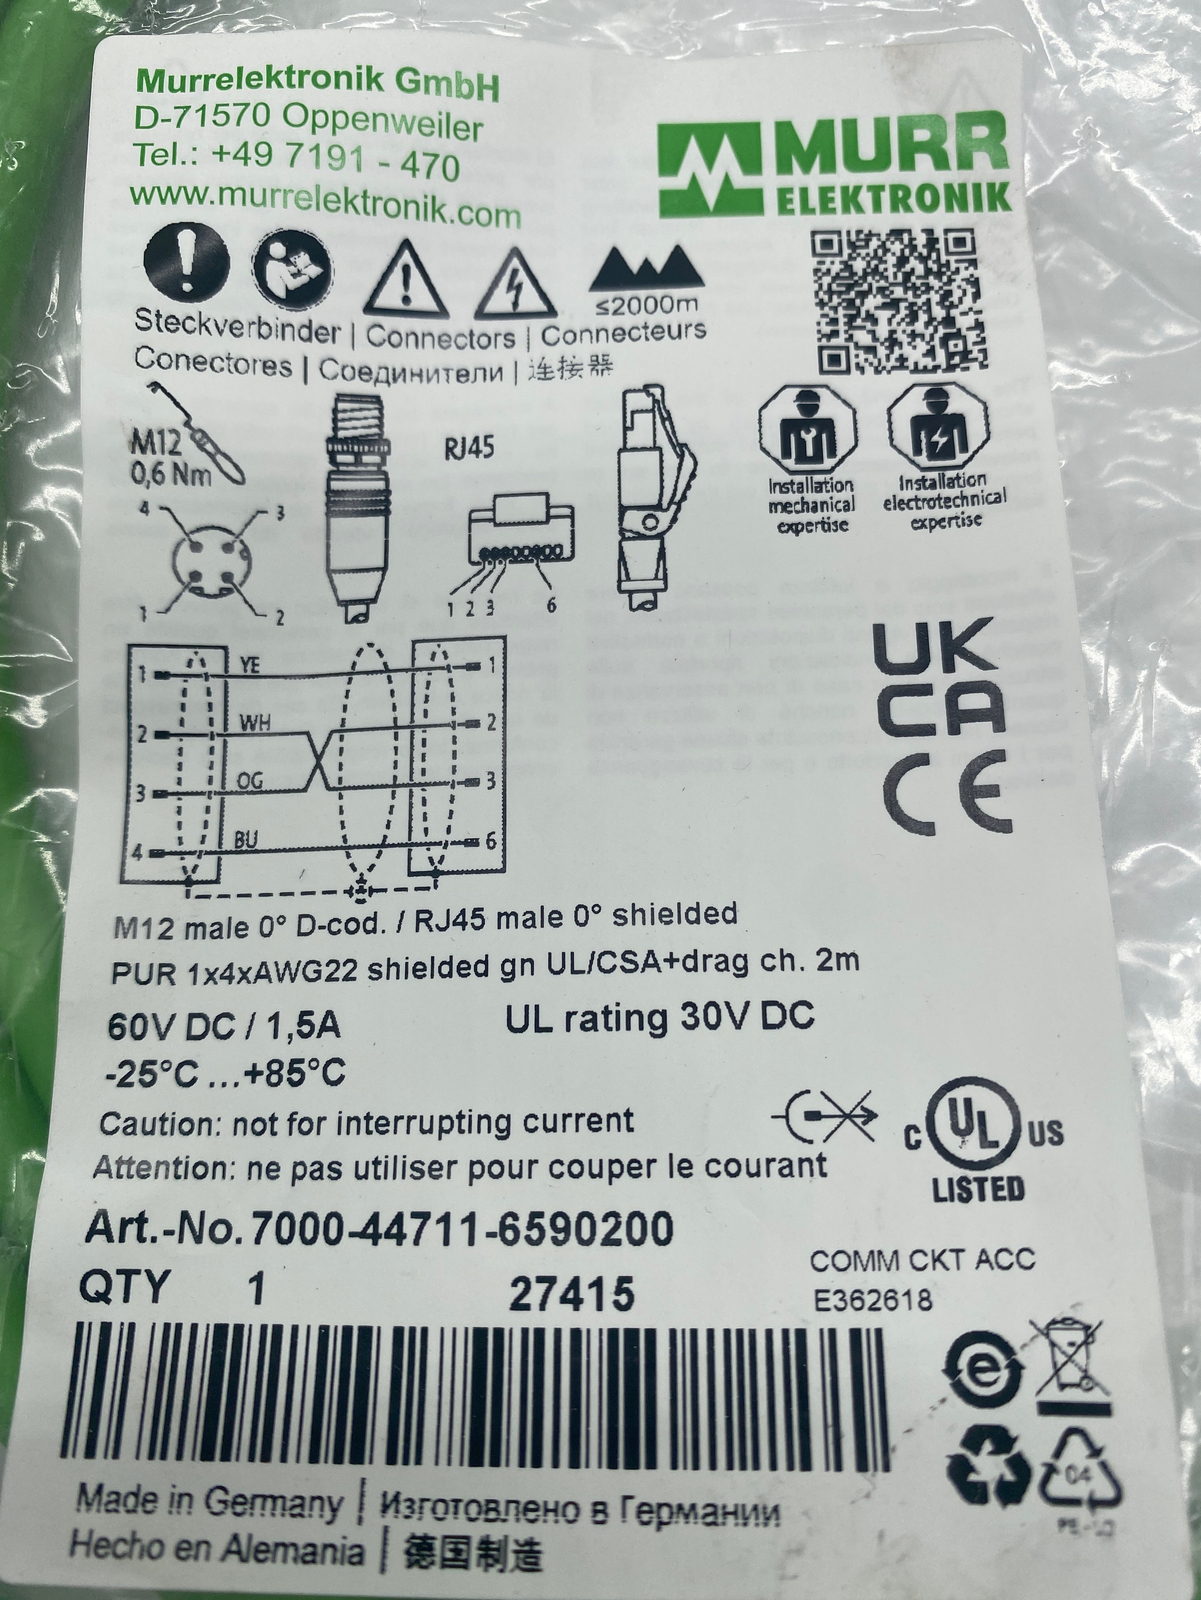 Murrelektronik GmbH
D-71570 Oppenweiler
Tel.: +49 7191 - 470
www.murrelektronik.com
MURR
ELEKTRONIK
≤2000m
Steckverbinder | Connectors | Connecteurs
Conectores | Соединители | 连接器
M12
0,6 Nm
RJ45
Installation
mechanical
expertise
Installation
electrotechnical
expertise
4 3
1 2
1 2 3 6
UK
CA
CE
1 YE 1
2 WH 2
3 OG 3
4 BU 6
M12 male 0° D-cod. / RJ45 male 0° shielded
PUR 1x4xAWG22 shielded gn UL/CSA+drag ch. 2m
60V DC / 1,5A UL rating 30V DC
-25°C ...+85°C
Caution: not for interrupting current
Attention: ne pas utiliser pour couper le courant
C UL US
LISTED
Art.-No. 7000-44711-6590200
QTY 1 27415
COMM CKT ACC
E362618
e
04
Made in Germany | Изготовлено в Германии
Hecho en Alemania | 德国制造